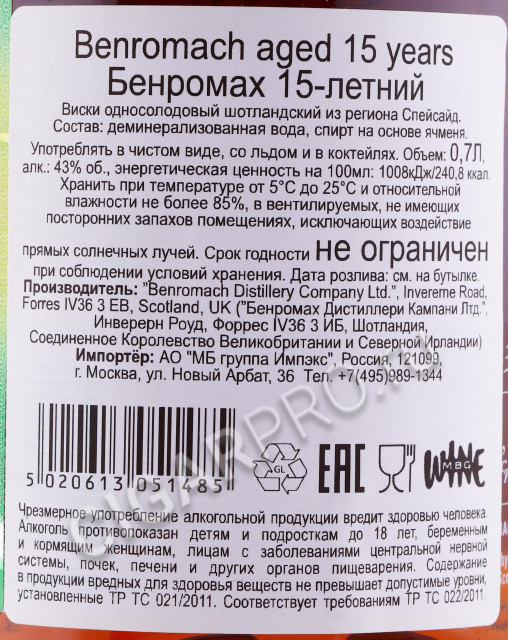 Benromach aged 15 years
Бенромах 15-летний
Виски односолодовый шотландский из региона Спейсайд.
Состав: деминерализованная вода, спирт на основе ячменя.
Употреблять в чистом виде, со льдом и в коктейлях. Объем: 0,7Л,
алк.: 43% об., энергетическая ценность на 100мл: 1008кДж/240,8 ккал.
Хранить при температуре от 5°С до 25°С и относительной
влажности не более 85%, в вентилируемых, не имеющих
посторонних запахов помещениях, исключающих воздействие
прямых солнечных лучей. Срок годности не ограничен
при соблюдении условий хранения. Дата розлива: см. на бутылке.
Производитель: "Benromach Distillery Company Ltd.", Invereme Road,
Forres IV36 3 EB, Scotland, UK ("Бенромах Дистиллери Кампани Лтд.",
Инверерн Роуд, Форрес IV36 3 ИБ, Шотландия,
Соединенное Королевство Великобритании и Северной Ирландии)
Импортёр: АО "МБ группа Импэкс", Россия, 121099,
г. Москва, ул. Новый Арбат, 36 Тел. +7(495)989-1344
5 020613 051485
GL
EAC
WINE
MBG
Чрезмерное употребление алкогольной продукции вредит здоровью человека.
Алкоголь противопоказан детям и подросткам до 18 лет, беременным
и кормящим женщинам, лицам с заболеваниями центральной нервной
системы, почек, печени и других органов пищеварения. Содержание
в продукции вредных для здоровья веществ не превышает допустимые уровни,
установленные ТР ТС 021/2011. Соответствует требованиям ТР ТС 022/2011.
CIGARPRO.RU